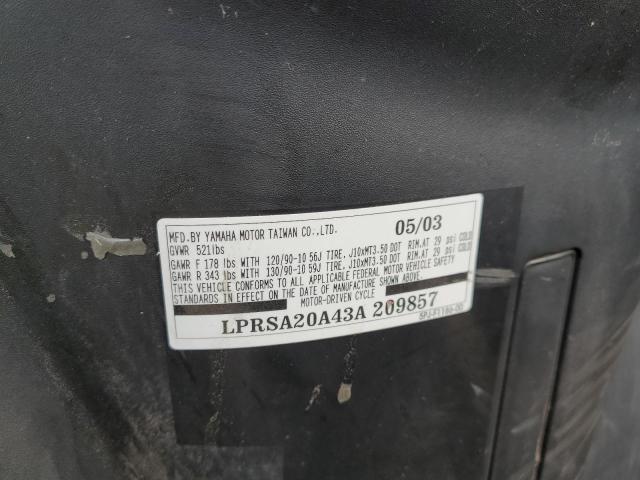 MFD.BY YAMAHA MOTOR TAIWAN CO.,LTD. 05/03
GVWR 521lbs
GAWR F 178 lbs WITH 120/90-10 56J TIRE, J10xMT3.50 DOT RIM.AT 29 psi COLD
GAWR R 343 lbs WITH 130/90-10 59J TIRE, J10xMT3.50 DOT RIM.AT 29 psi COLD
THIS VEHICLE CONFORMS TO ALL APPLICABLE FEDERAL MOTOR VEHICLE SAFETY
STANDARDS IN EFFECT ON THE DATE OF MANUFACTURE SHOWN ABOVE.
MOTOR-DRIVEN CYCLE
LPRSA20A43A 209857